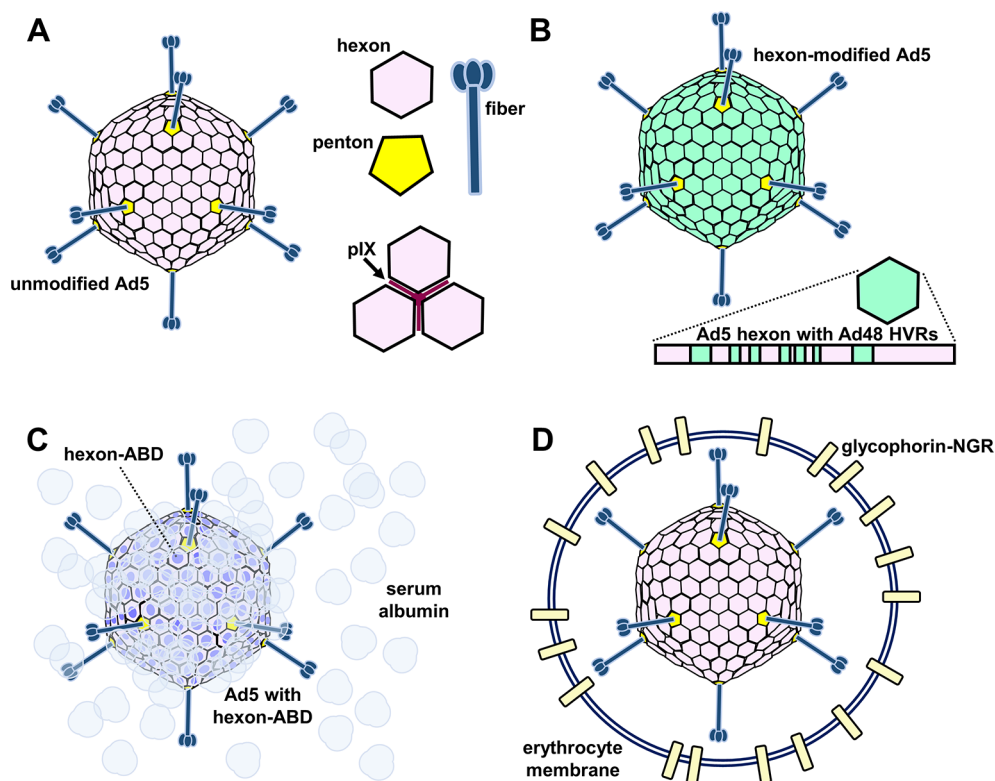 A
hexon
fiber
penton
pIX
unmodified Ad5
B
hexon-modified Ad5
Ad5 hexon with Ad48 HVRs
C
hexon-ABD
serum
albumin
Ad5 with
hexon-ABD
D
glycophorin-NGR
erythrocyte
membrane